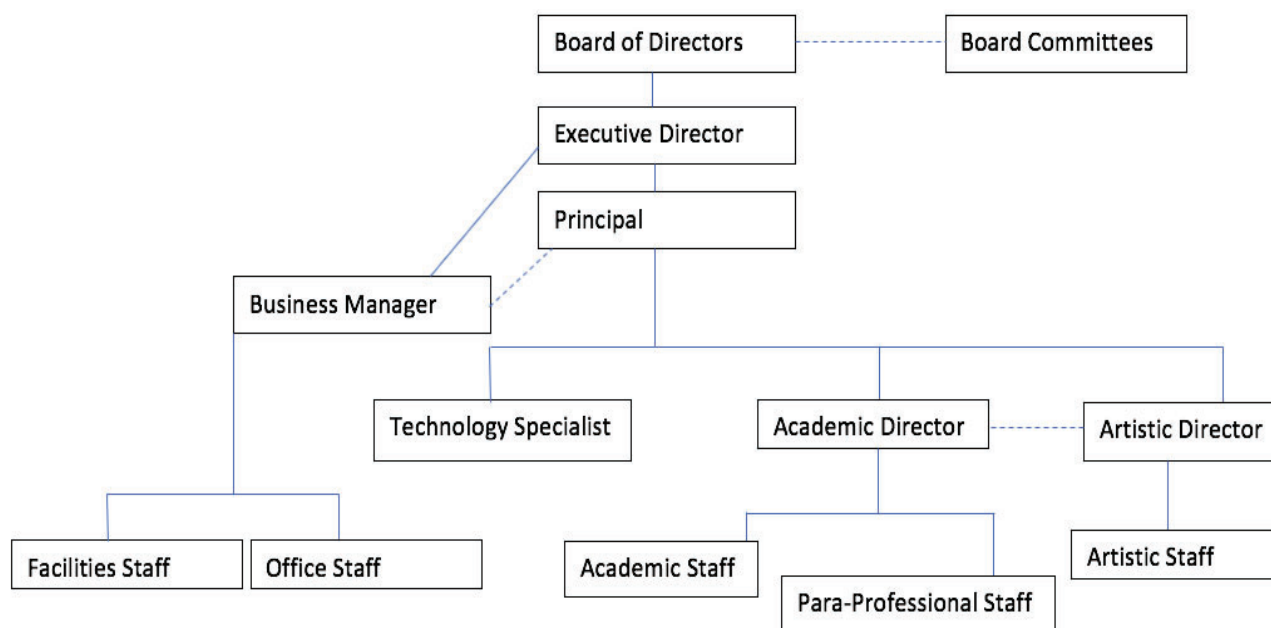 Board of Directors
Board Committees
Executive Director
Principal
Business Manager
Technology Specialist
Academic Director
Artistic Director
Facilities Staff
Office Staff
Academic Staff
Artistic Staff
Para-Professional Staff